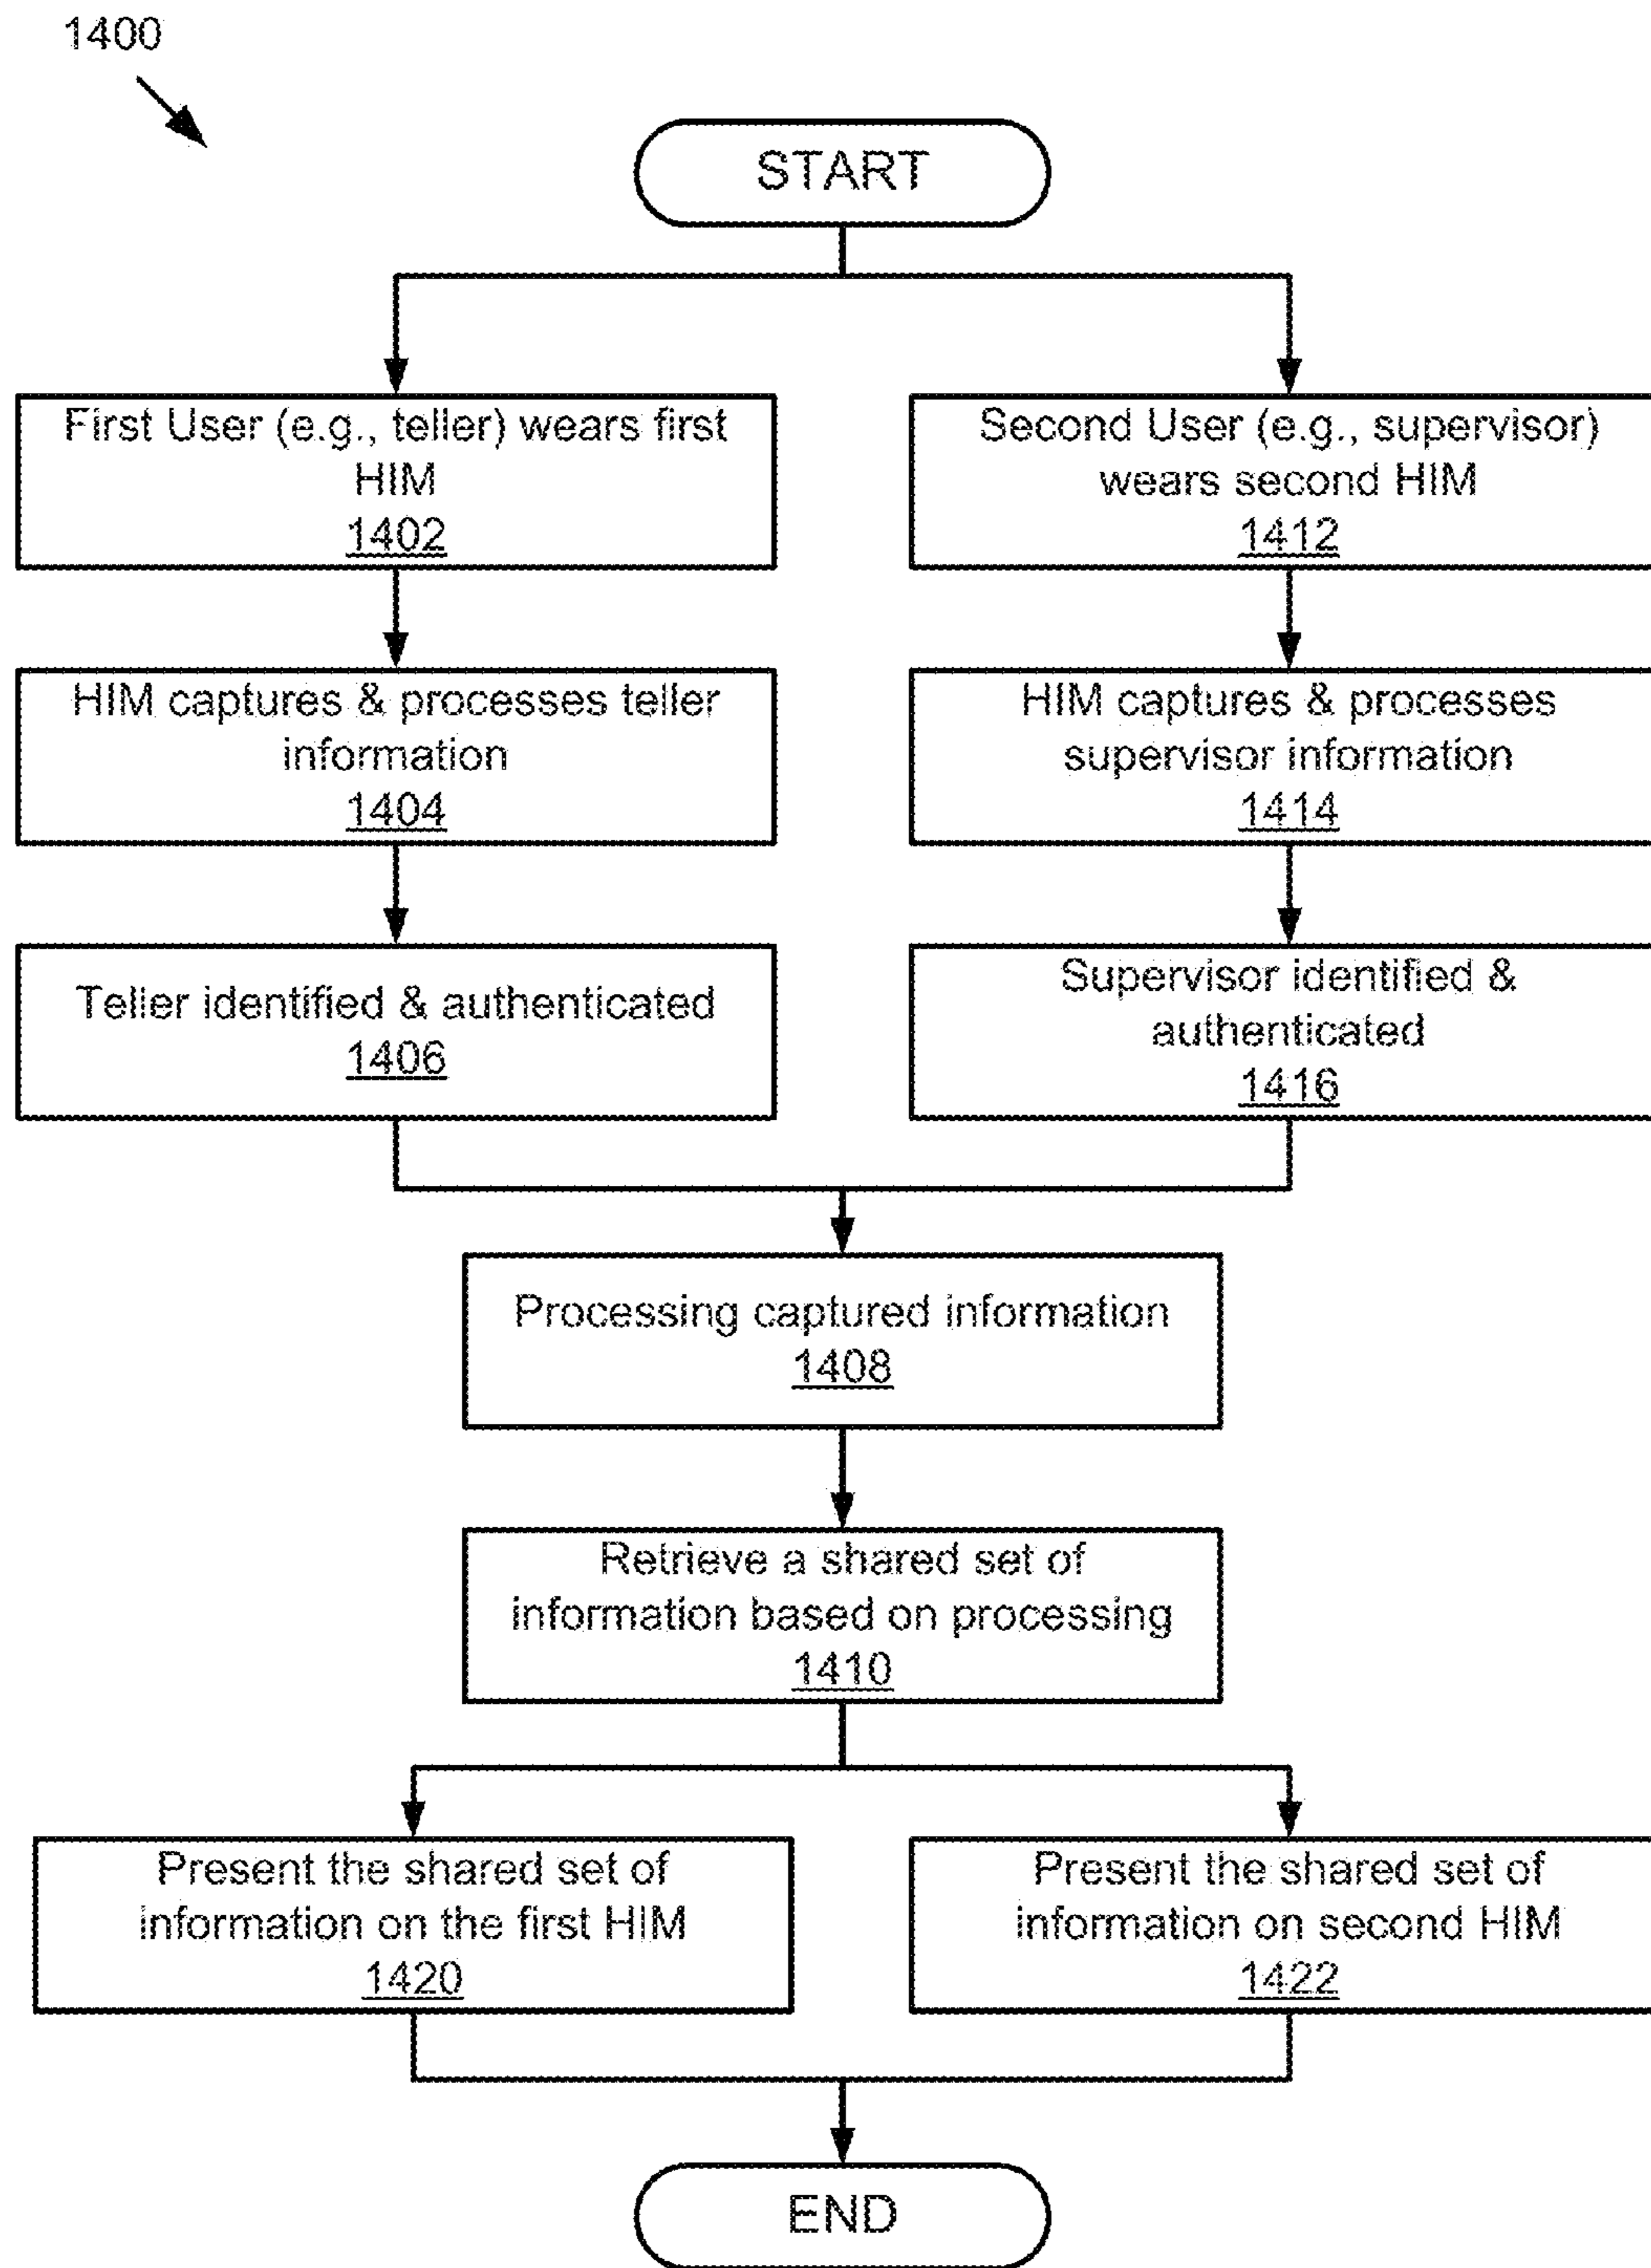 1400
START
First User (e.g., teller) wears first
HIM
1402
Second User (e.g., supervisor)
wears second HIM
1412
HIM captures & processes teller
information
1404
HIM captures & processes
supervisor information
1414
Teller identified & authenticated
1406
Supervisor identified &
authenticated
1416
Processing captured information
1408
Retrieve a shared set of
information based on processing
1410
Present the shared set of
information on the first HIM
1420
Present the shared set of
information on second HIM
1422
END